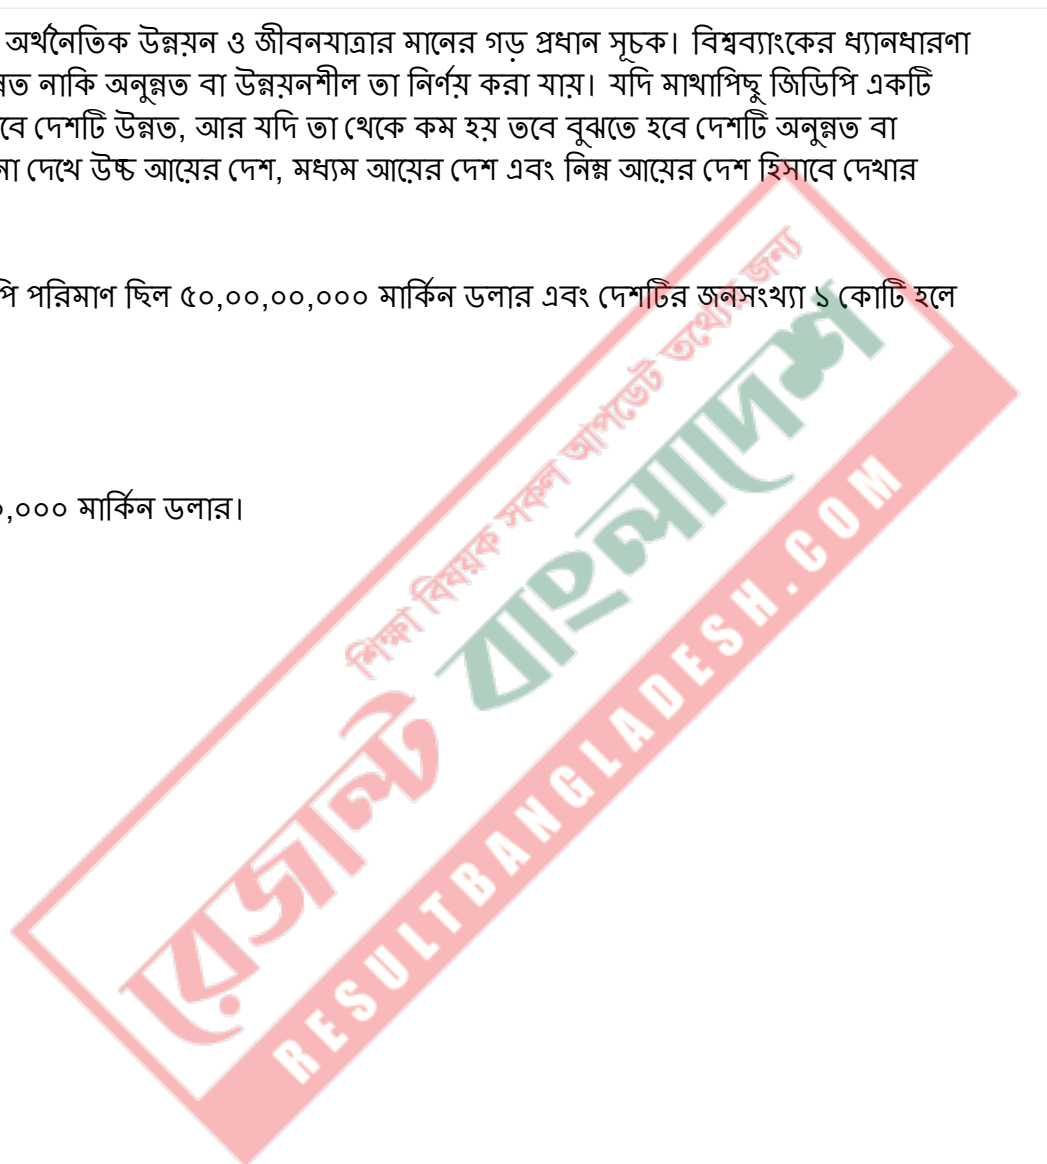 অর্থনৈতিক উন্নয়ন ও জীবনযাত্রার মানের গড় প্রধান সূচক। বিশ্বব্যাংকের ধ্যানধারণা
নাকি অনুন্নত বা উন্নয়নশীল তা নির্ণয় করা যায়। যদি মাথাপিছু জিডিপি একটি
দেশটি উন্নত, আর যদি তা থেকে কম হয় তবে বুঝতে হবে দেশটি অনুন্নত বা
না দেখে উচ্চ আয়ের দেশ, মধ্যম আয়ের দেশ এবং নিম্ন আয়ের দেশ হিসাবে দেখার
পি পরিমাণ ছিল ৫০,০০,০০,০০০ মার্কিন ডলার এবং দেশটির জনসংখ্যা ১ কোটি হলে
,০০০ মার্কিন ডলার।
শিক্ষা বিষয়ক সকল আপডেট তথ্যের জন্য
রেজাল্ট বাংলাদেশ
RESULTBANGLADESH.COM